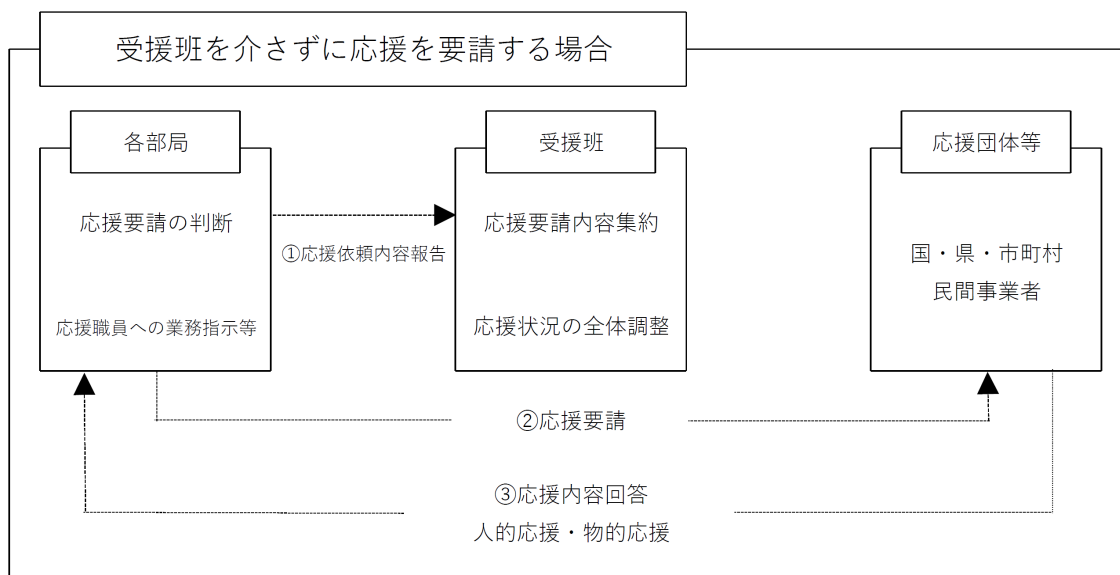 受援班を介さずに応援を要請する場合
各部局
受援班
応援団体等
応援要請の判断
応援職員への業務指示等
①応援依頼内容報告
応援要請内容集約
応援状況の全体調整
国・県・市町村
民間事業者
②応援要請
③応援内容回答
人的応援・物的応援